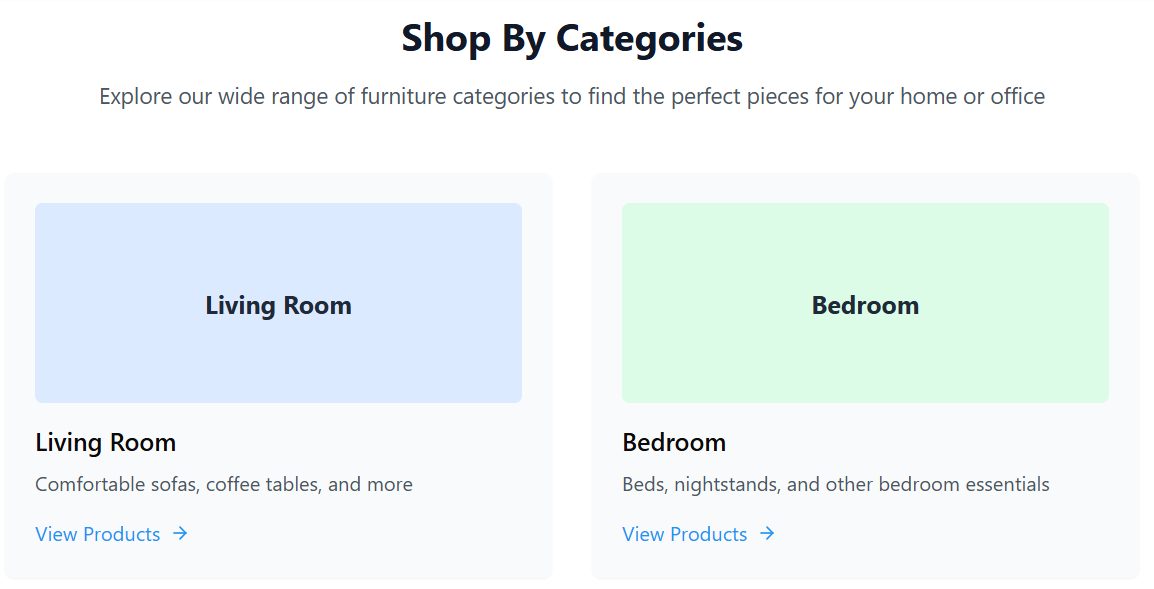 Shop By Categories
Explore our wide range of furniture categories to find the perfect pieces for your home or office
Living Room
Living Room
Comfortable sofas, coffee tables, and more
View Products →
Bedroom
Bedroom
Beds, nightstands, and other bedroom essentials
View Products →